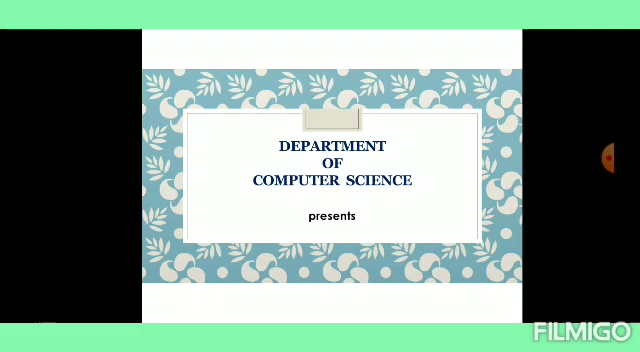 DEPARTMENT
OF
COMPUTER SCIENCE
presents
FILMIGO